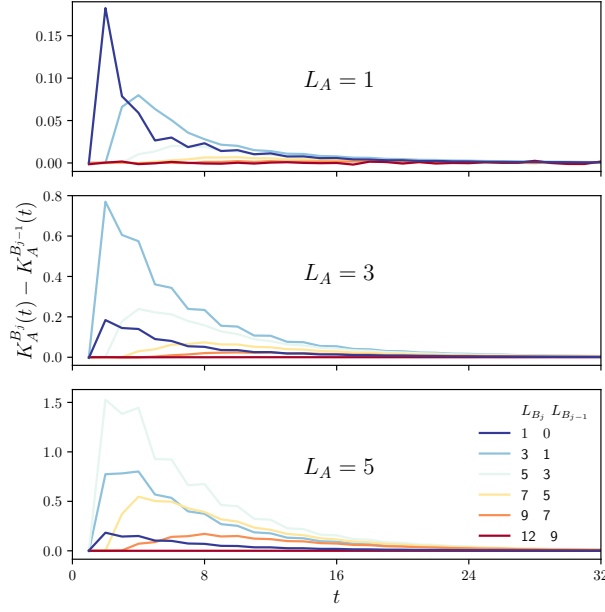 0.15
0.10
0.05
0.00
L_A = 1
0.8
0.6
0.4
0.2
0.0
L_A = 3
K_A^{B_j}(t) − K_A^{B_{j−1}}(t)
1.5
1.0
0.5
0.0
L_A = 5
L_{B_j} L_{B_{j−1}}
1 0
3 1
5 3
7 5
9 7
12 9
0 8 16 24 32
t